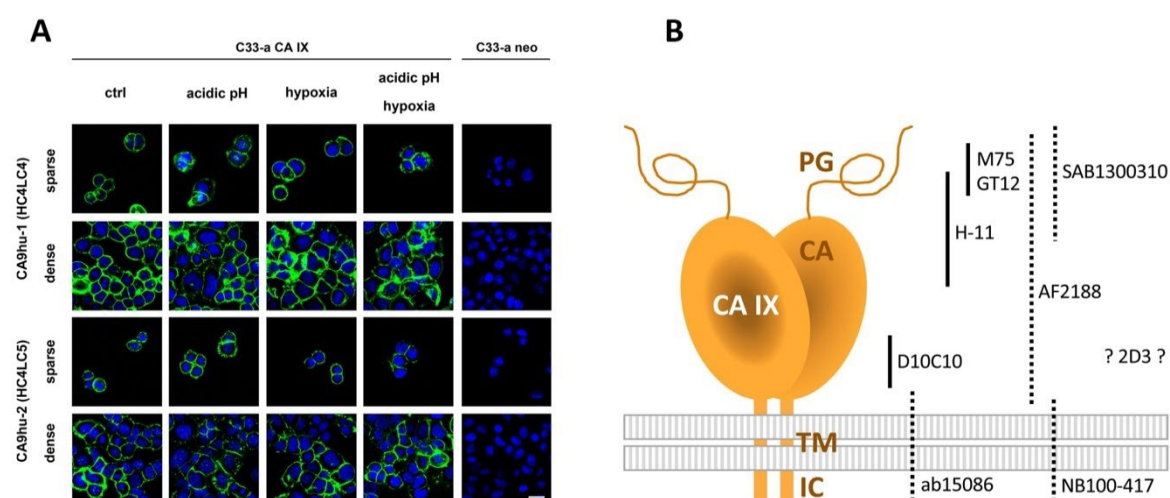 A
C33-a CA IX
C33-a neo
ctrl
acidic pH
hypoxia
acidic pH
hypoxia
CA9hu-1 (HC4LC4)
sparse
dense
CA9hu-2 (HC4LC5)
sparse
dense
B
PG
CA
CA IX
TM
IC
M75
GT12
SAB1300310
H-11
AF2188
D10C10
? 2D3 ?
ab15086
NB100-417